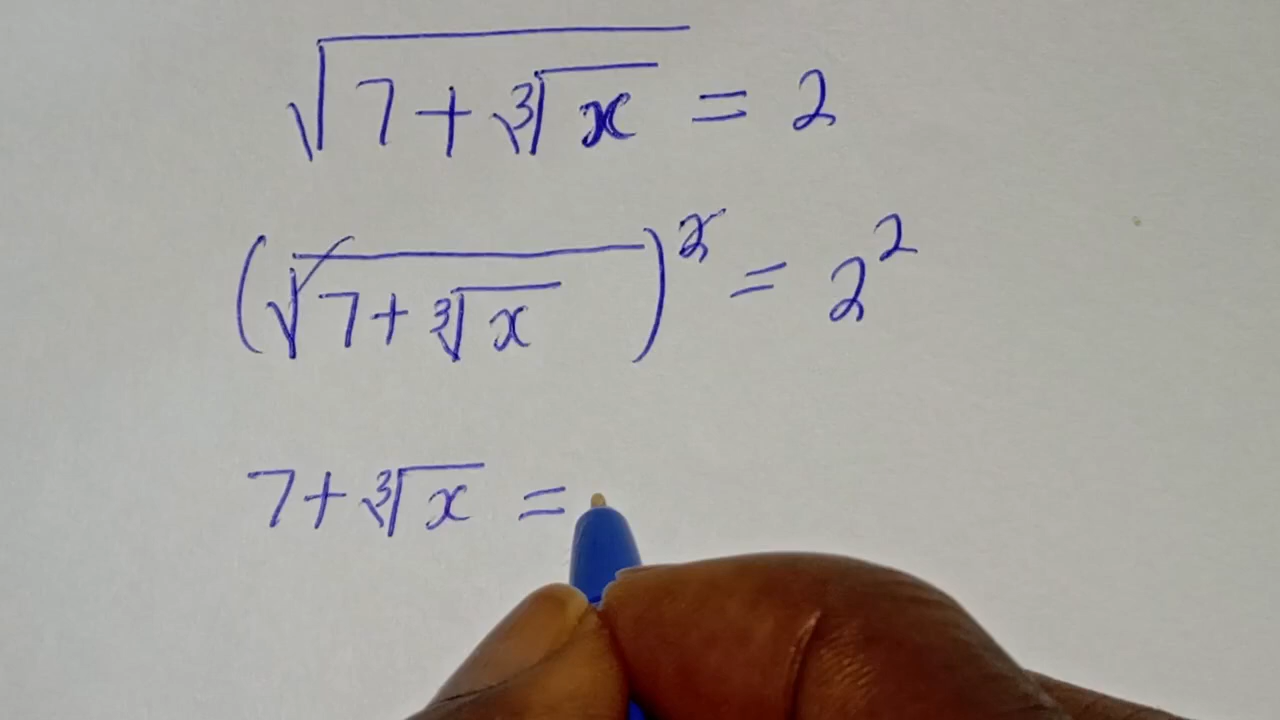 √(7 + ∛x) = 2
(√(7 + ∛x))² = 2²
7 + ∛x =